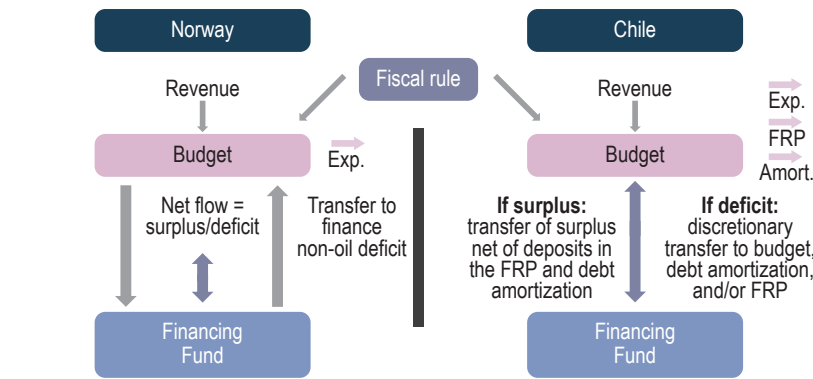 Norway
Chile
Fiscal rule
Revenue
Budget
Exp.
Net flow =
surplus/deficit
Transfer to
finance
non-oil deficit
Financing
Fund
Revenue
Budget
Exp.
FRP
Amort.
If surplus:
transfer of surplus
net of deposits in
the FRP and debt
amortization
If deficit:
discretionary
transfer to budget,
debt amortization,
and/or FRP
Financing
Fund